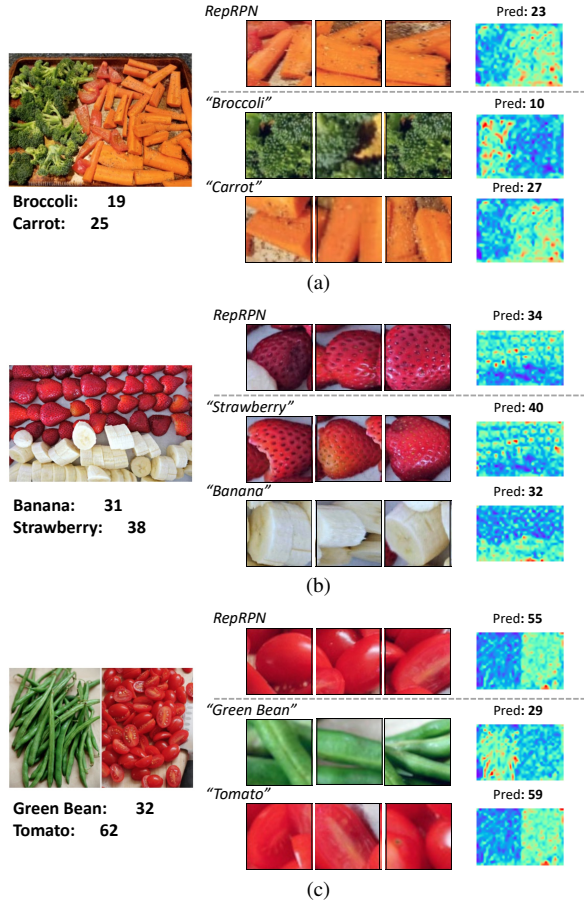 RepRPN
Pred: 23
"Broccoli"
Pred: 10
"Carrot"
Pred: 27
Broccoli: 19
Carrot: 25
(a)
RepRPN
Pred: 34
"Strawberry"
Pred: 40
"Banana"
Pred: 32
Banana: 31
Strawberry: 38
(b)
RepRPN
Pred: 55
"Green Bean"
Pred: 29
"Tomato"
Pred: 59
Green Bean: 32
Tomato: 62
(c)